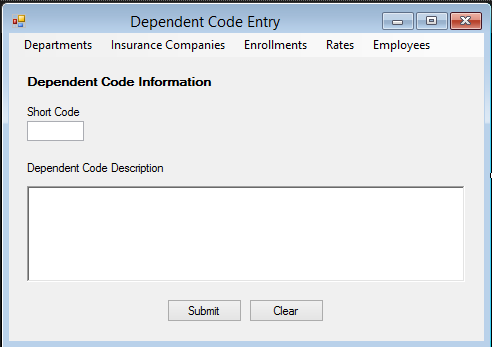 Dependent Code Entry
Departments Insurance Companies Enrollments Rates Employees
Dependent Code Information
Short Code
Dependent Code Description
Submit Clear